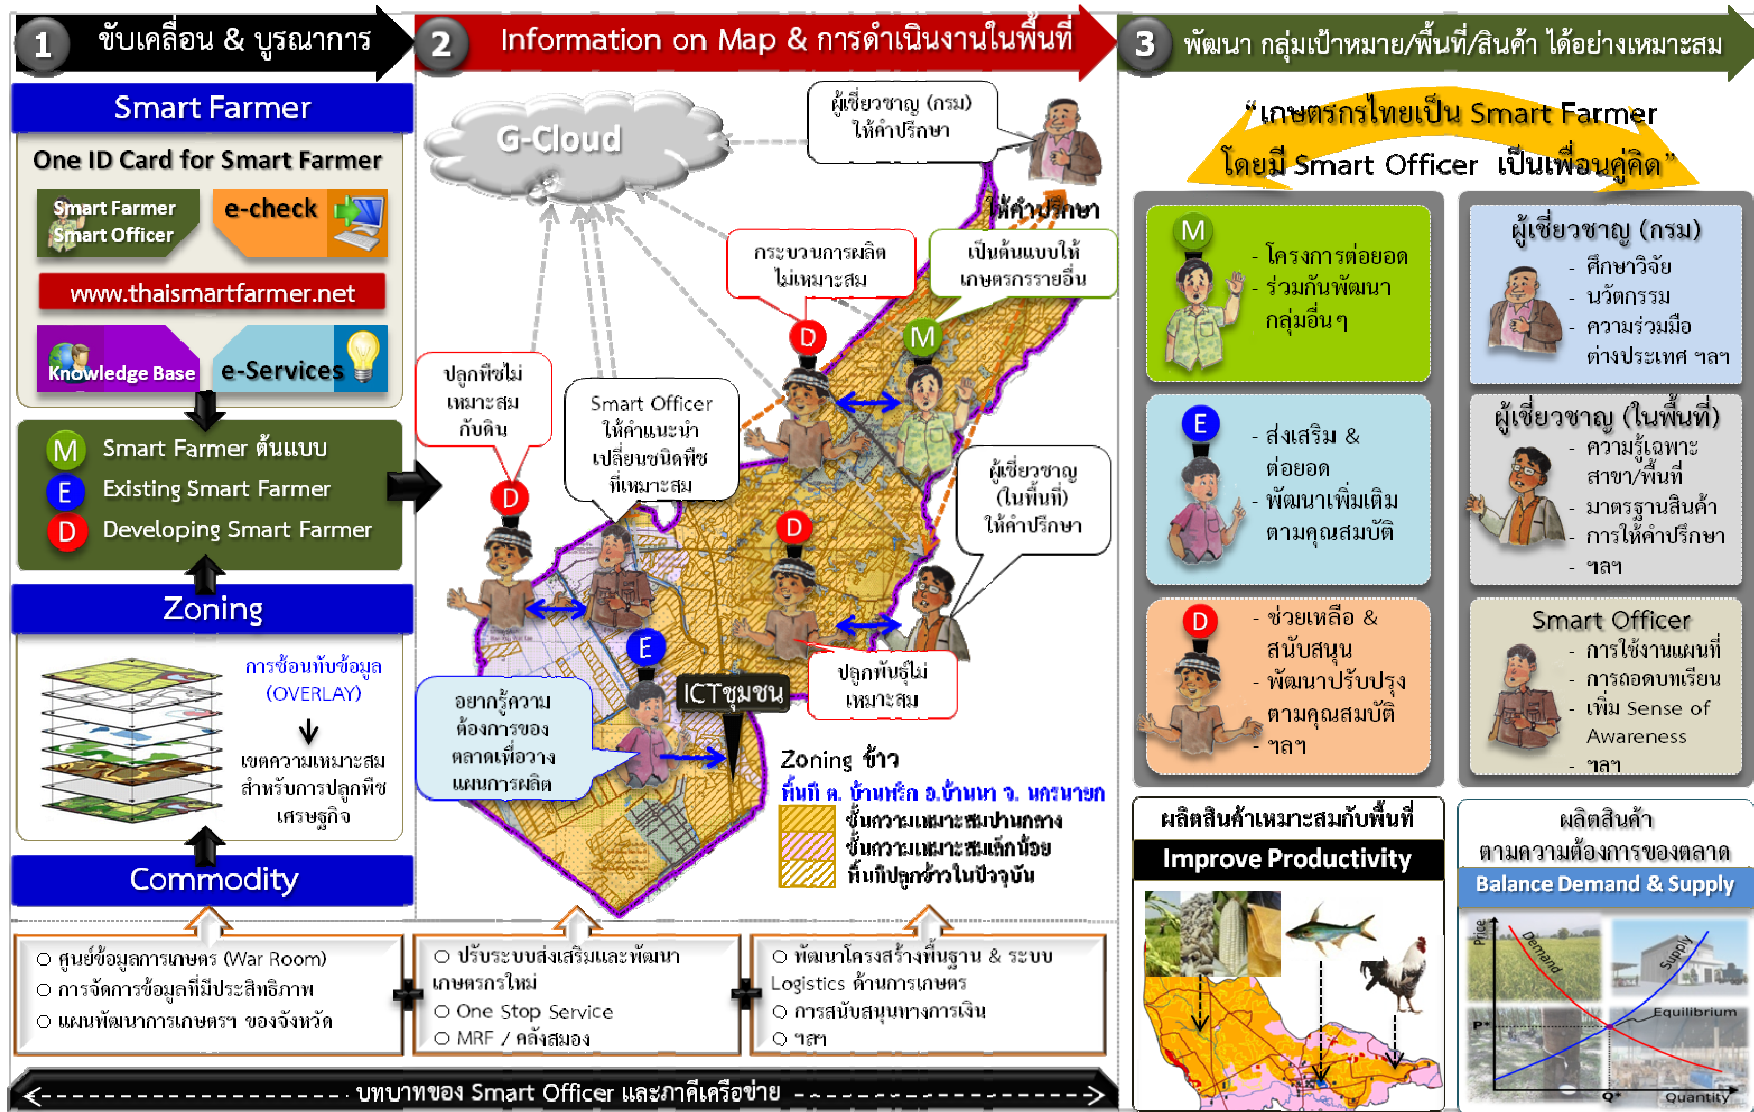 1 ขับเคลื่อน & บูรณาการ
2 Information on Map & การดำเนินงานในพื้นที่
3 พัฒนา กลุ่มเป้าหมาย/พื้นที่/สินค้า ได้อย่างเหมาะสม
Smart Farmer
One ID Card for Smart Farmer
Smart Farmer
Smart Officer
e-check
www.thaismartfarmer.net
Knowledge Base
e-Services
M Smart Farmer ต้นแบบ
E Existing Smart Farmer
D Developing Smart Farmer
Zoning
การซ้อนทับข้อมูล
(OVERLAY)
เขตความเหมาะสม
สำหรับการปลูกพืช
เศรษฐกิจ
Commodity
G-Cloud
ผู้เชี่ยวชาญ (กรม)
ให้คำปรึกษา
ให้คำปรึกษา
กระบวนการผลิต
ไม่เหมาะสม
เป็นต้นแบบให้
เกษตรกรรายอื่น
D
M
ปลูกพืชไม่
เหมาะสม
กับดิน
Smart Officer
ให้คำแนะนำ
เปลี่ยนชนิดพืช
ที่เหมาะสม
D
D
ผู้เชี่ยวชาญ
(ในพื้นที่)
ให้คำปรึกษา
E
อยากรู้ความ
ต้องการของ
ตลาดเพื่อวาง
แผนการผลิต
ICTชุมชน
ปลูกพันธุ์ไม่
เหมาะสม
Zoning ข้าว
พื้นที่ ต. บ้านพริก อ.บ้านนา จ. นครนายก
ชั้นความเหมาะสมปานกลาง
ชั้นความเหมาะสมเล็กน้อย
พื้นที่ปลูกข้าวในปัจจุบัน
“เกษตรกรไทยเป็น Smart Farmer
โดยมี Smart Officer เป็นเพื่อนคู่คิด”
M
- โครงการต่อยอด
- ร่วมกันพัฒนา
กลุ่มอื่นๆ
E
- ส่งเสริม &
ต่อยอด
- พัฒนาเพิ่มเติม
ตามคุณสมบัติ
D
- ช่วยเหลือ &
สนับสนุน
- พัฒนาปรับปรุง
ตามคุณสมบัติ
- ฯลฯ
ผู้เชี่ยวชาญ (กรม)
- ศึกษาวิจัย
- นวัตกรรม
- ความร่วมมือ
ต่างประเทศ ฯลฯ
ผู้เชี่ยวชาญ (ในพื้นที่)
- ความรู้เฉพาะ
สาขา/พื้นที่
- มาตรฐานสินค้า
- การให้คำปรึกษา
- ฯลฯ
Smart Officer
- การใช้งานแผนที่
- การถอดบทเรียน
- เพิ่ม Sense of
Awareness
- ฯลฯ
ผลิตสินค้าเหมาะสมกับพื้นที่
Improve Productivity
ผลิตสินค้า
ตามความต้องการของตลาด
Balance Demand & Supply
Price
Demand
Supply
Equilibrium
P*
Q*
Quantity
○ ศูนย์ข้อมูลการเกษตร (War Room)
○ การจัดการข้อมูลที่มีประสิทธิภาพ
○ แผนพัฒนาการเกษตรฯ ของจังหวัด
○ ปรับระบบส่งเสริมและพัฒนา
เกษตรกรใหม่
○ One Stop Service
○ MRF / คลังสมอง
○ พัฒนาโครงสร้างพื้นฐาน & ระบบ
Logistics ด้านการเกษตร
○ การสนับสนุนทางการเงิน
○ ฯลฯ
บทบาทของ Smart Officer และภาคีเครือข่าย